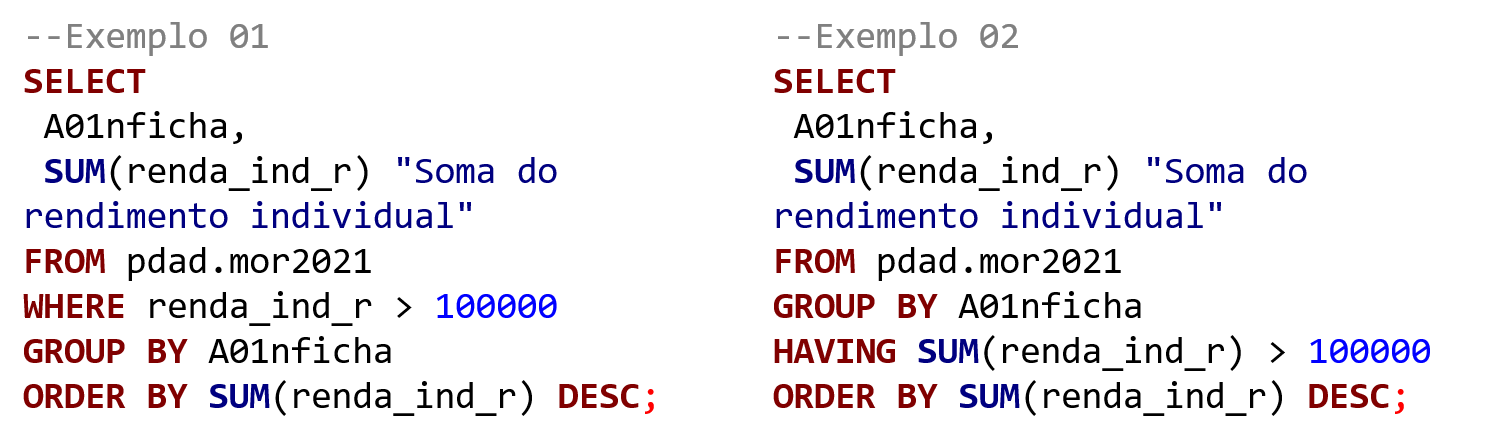 --Exemplo 01
SELECT
A01nficha,
SUM(renda_ind_r) "Soma do
rendimento individual"
FROM pdad.mor2021
WHERE renda_ind_r > 100000
GROUP BY A01nficha
ORDER BY SUM(renda_ind_r) DESC;
--Exemplo 02
SELECT
A01nficha,
SUM(renda_ind_r) "Soma do
rendimento individual"
FROM pdad.mor2021
GROUP BY A01nficha
HAVING SUM(renda_ind_r) > 100000
ORDER BY SUM(renda_ind_r) DESC;